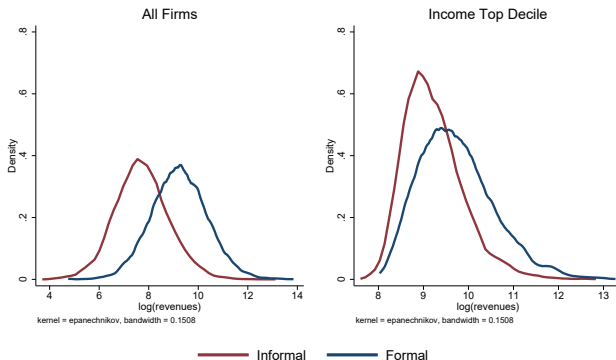 All Firms
Density
0 .2 .4 .6 .8
4 6 8 10 12 14
log(revenues)
kernel = epanechnikov, bandwidth = 0.1508
Income Top Decile
Density
0 .2 .4 .6 .8
8 9 10 11 12 13
log(revenues)
kernel = epanechnikov, bandwidth = 0.1508
Informal Formal